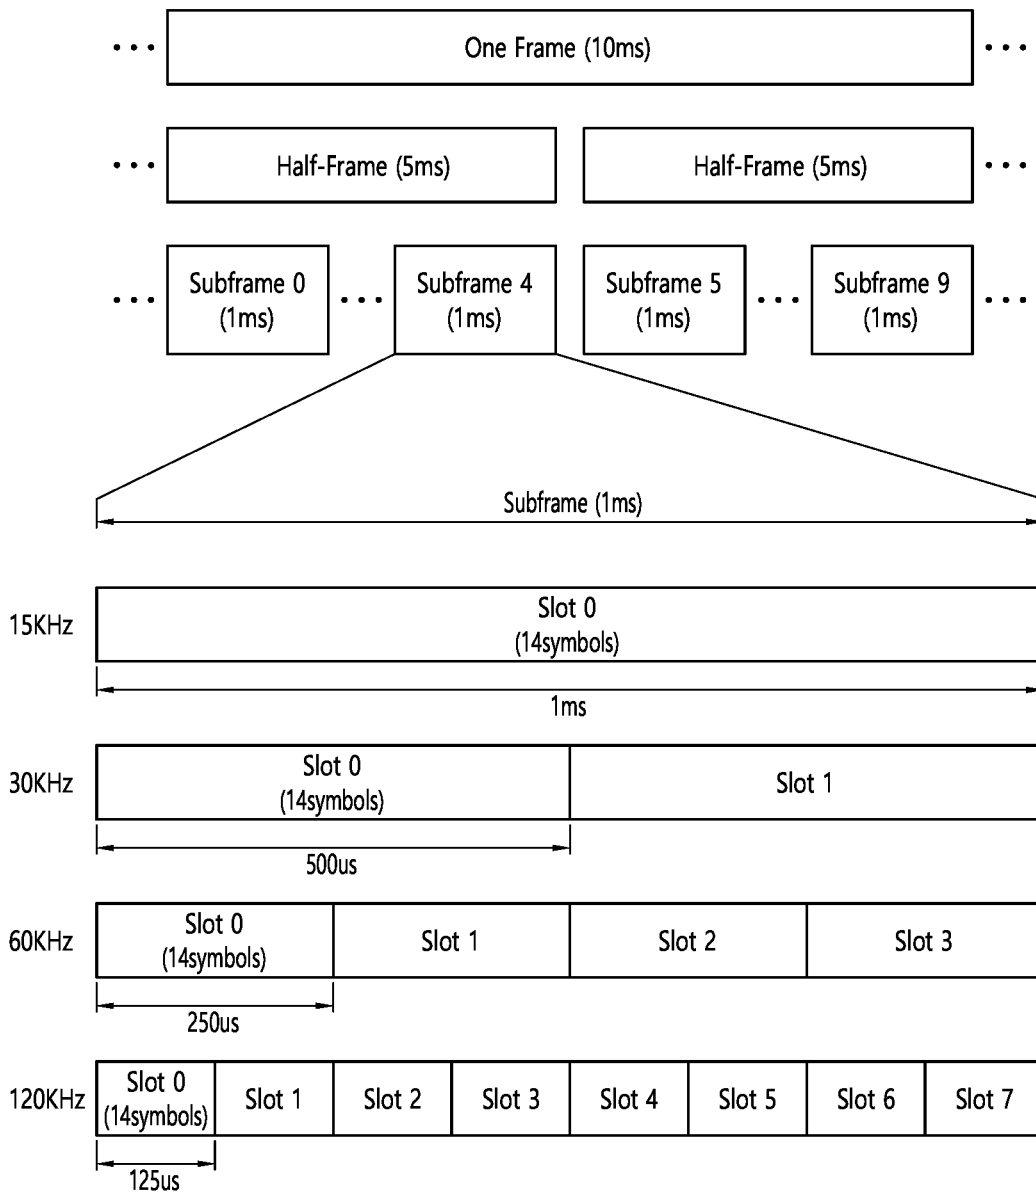 ... One Frame (10ms) ...
... Half-Frame (5ms) Half-Frame (5ms) ...
... Subframe 0 ... Subframe 4 Subframe 5 ... Subframe 9 ...
(1ms) (1ms) (1ms) (1ms)
Subframe (1ms)
15KHz Slot 0
(14symbols)
1ms
30KHz Slot 0 Slot 1
(14symbols)
500us
60KHz Slot 0 Slot 1 Slot 2 Slot 3
(14symbols)
250us
120KHz Slot 0 Slot 1 Slot 2 Slot 3 Slot 4 Slot 5 Slot 6 Slot 7
(14symbols)
125us